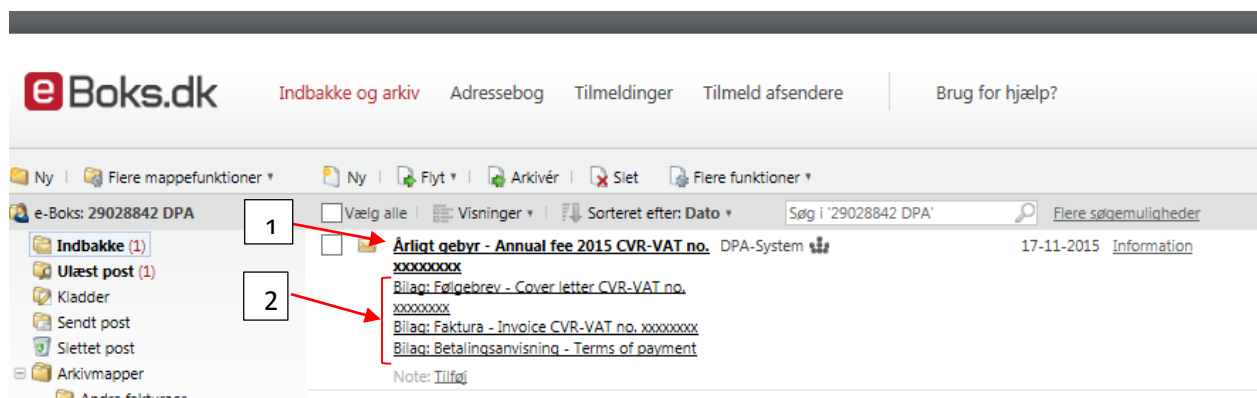 e Boks.dk
Indbakke og arkiv Adressebog Tilmeldinger Tilmeld afsendere Brug for hjælp?
Ny Flere mappefunktioner Ny Flyt Arkivér Slet Flere funktioner
e-Boks: 29028842 DPA Vælg alle Visninger Sorteret efter: Dato Søg i '29028842 DPA' Flere søgemuligheder
1
Indbakke (1) Årligt gebyr - Annual fee 2015 CVR-VAT no. DPA-System 17-11-2015 Information
Ulæst post (1) xxxxxxxx
Kladder Bilag: Følgebrev - Cover letter CVR-VAT no.
2
xxxxxxxx
Sendt post Bilag: Faktura - Invoice CVR-VAT no. xxxxxxxx
Slettet post Bilag: Betalingsanvisning - Terms of payment
Arkivmapper Note: Tilføj
Andre fakturaer